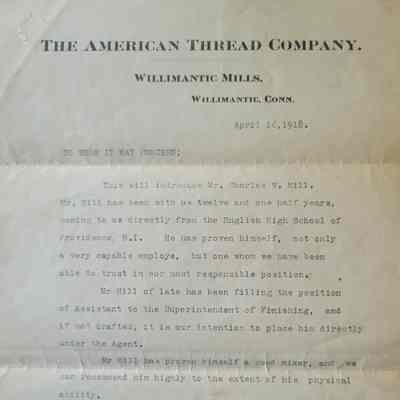 THE AMERICAN THREAD COMPANY.
WILLIMANTIC MILLS,
WILLIMANTIC, CONN.
April 16,1918.
TO WHOM IT MAY CONCERN;
This will introduce Mr. Charles V. Hill.
Mr. Hill has been with us twelve and one half years,
coming to us directly from the English High School of
Providence, R.I. He has proven himself, not only
a very capable employe, but one whom we have been
able to trust in our most responsible position.
Mr Hill of late has been filling the position
of Assistant to the Superintendent of Finishing, and
if not drafted, it is our intention to place him directly
under the Agent.
Mr Hill has proven himself a good mixer, and we
can recommend him highly to the extent of his physical
ability.